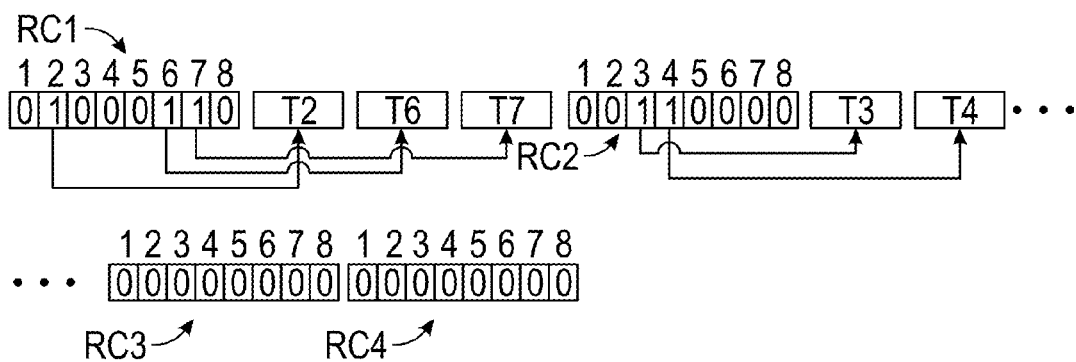 RC1
1 2 3 4 5 6 7 8 1 2 3 4 5 6 7 8
0 1 0 0 0 1 1 0 T2 T6 T7 0 0 1 1 0 0 0 0 T3 T4 • • •
RC2
1 2 3 4 5 6 7 8 1 2 3 4 5 6 7 8
• • • 0 0 0 0 0 0 0 0 0 0 0 0 0 0 0 0
RC3 RC4